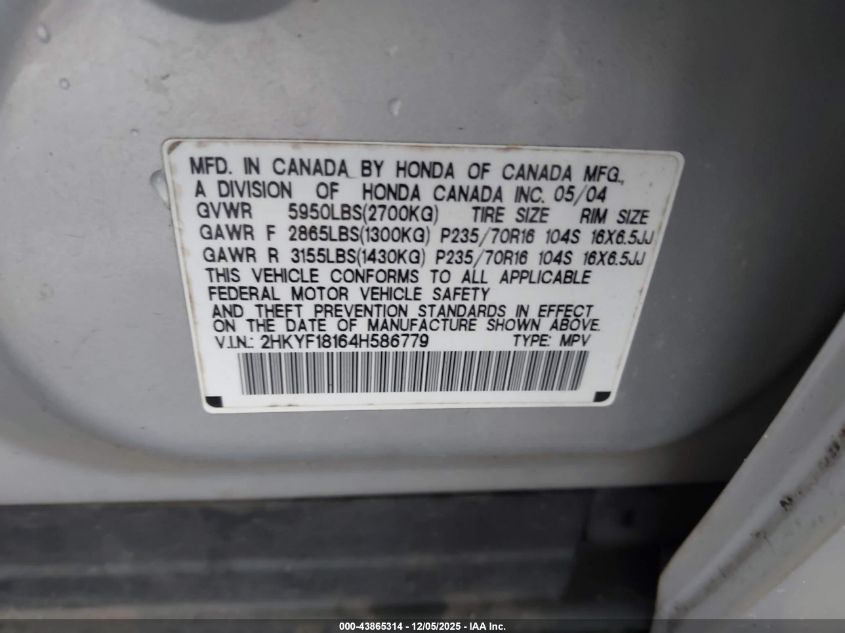 MFD. IN CANADA BY HONDA OF CANADA MFG.,
A DIVISION OF HONDA CANADA INC. 05/04
GVWR 5950LBS(2700KG) TIRE SIZE RIM SIZE
GAWR F 2865LBS(1300KG) P235/70R16 104S 16X6.5JJ
GAWR R 3155LBS(1430KG) P235/70R16 104S 16X6.5JJ
THIS VEHICLE CONFORMS TO ALL APPLICABLE
FEDERAL MOTOR VEHICLE SAFETY
AND THEFT PREVENTION STANDARDS IN EFFECT
ON THE DATE OF MANUFACTURE SHOWN ABOVE.
V.I.N.: 2HKYF18164H586779 TYPE: MPV
000-43865314 - 12/05/2025 - IAA Inc.